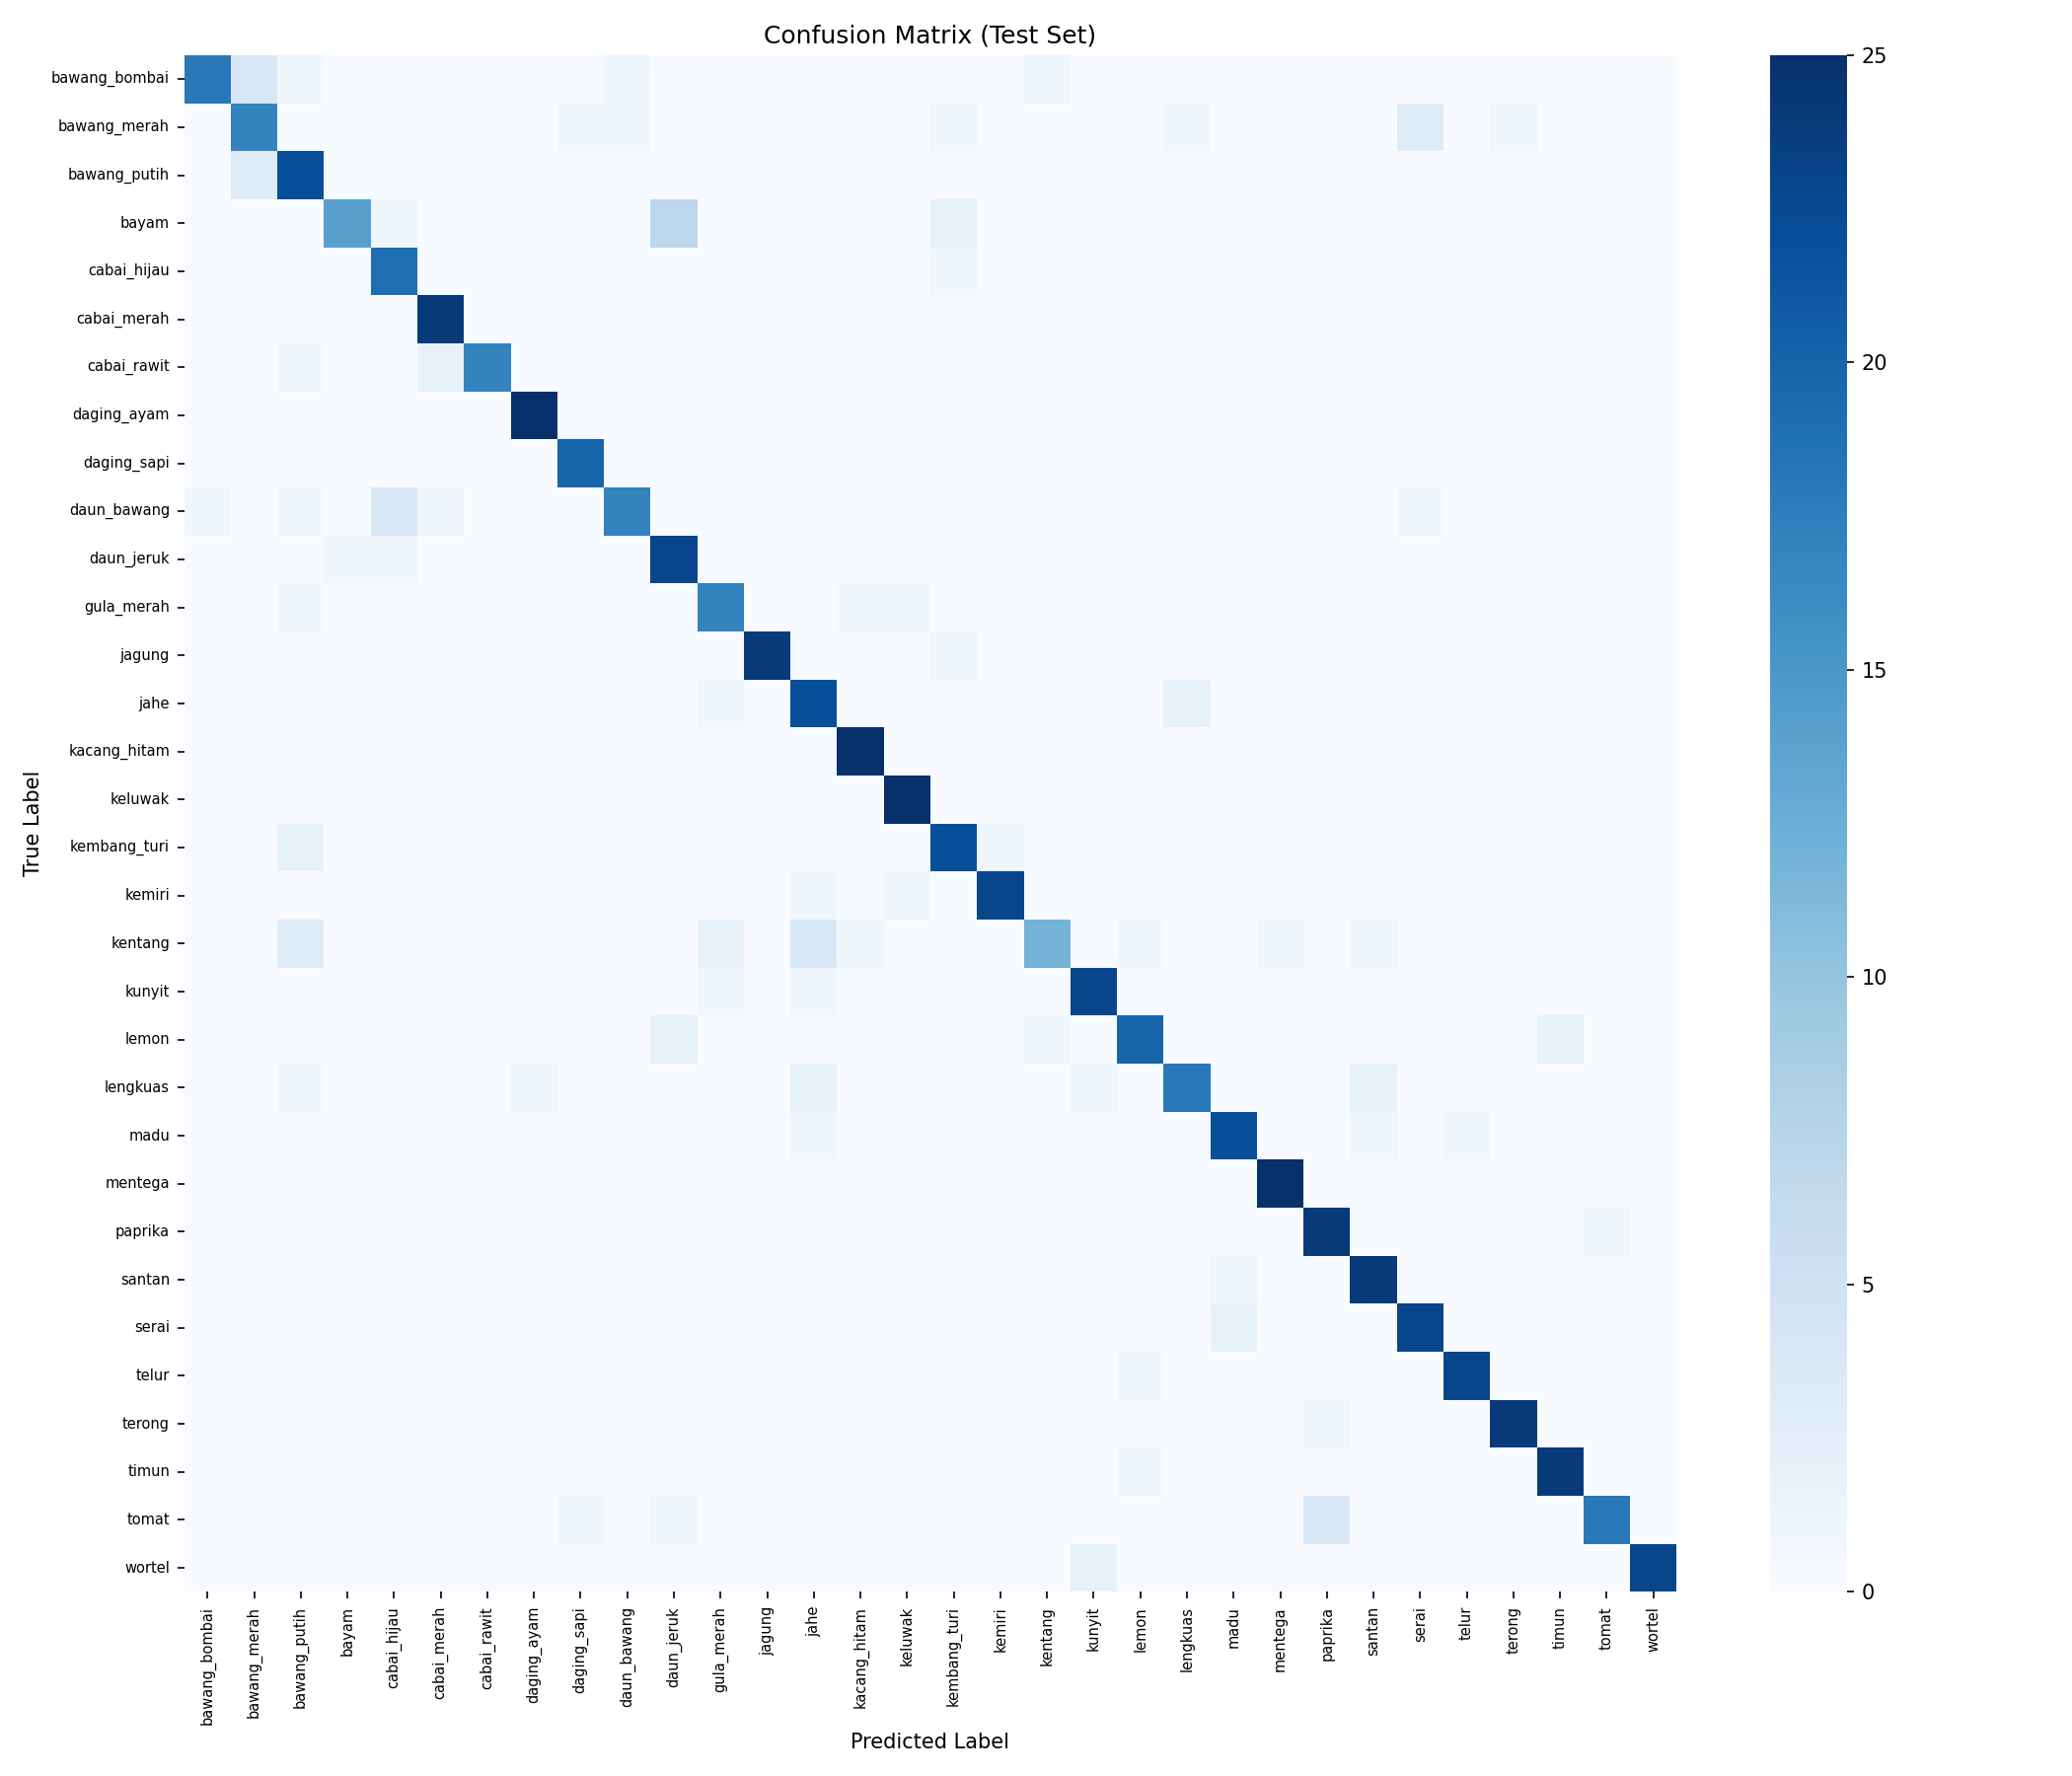 Confusion Matrix (Test Set)
True Label
bawang_bombai
bawang_merah
bawang_putih
bayam
cabai_hijau
cabai_merah
cabai_rawit
daging_ayam
daging_sapi
daun_bawang
daun_jeruk
gula_merah
jagung
jahe
kacang_hitam
keluwak
kembang_turi
kemiri
kentang
kunyit
lemon
lengkuas
madu
mentega
paprika
santan
serai
telur
terong
timun
tomat
wortel
bawang_bombai
bawang_merah
bawang_putih
bayam
cabai_hijau
cabai_merah
cabai_rawit
daging_ayam
daging_sapi
daun_bawang
daun_jeruk
gula_merah
jagung
jahe
kacang_hitam
keluwak
kembang_turi
kemiri
kentang
kunyit
lemon
lengkuas
madu
mentega
paprika
santan
serai
telur
terong
timun
tomat
wortel
Predicted Label
25
20
15
10
5
0